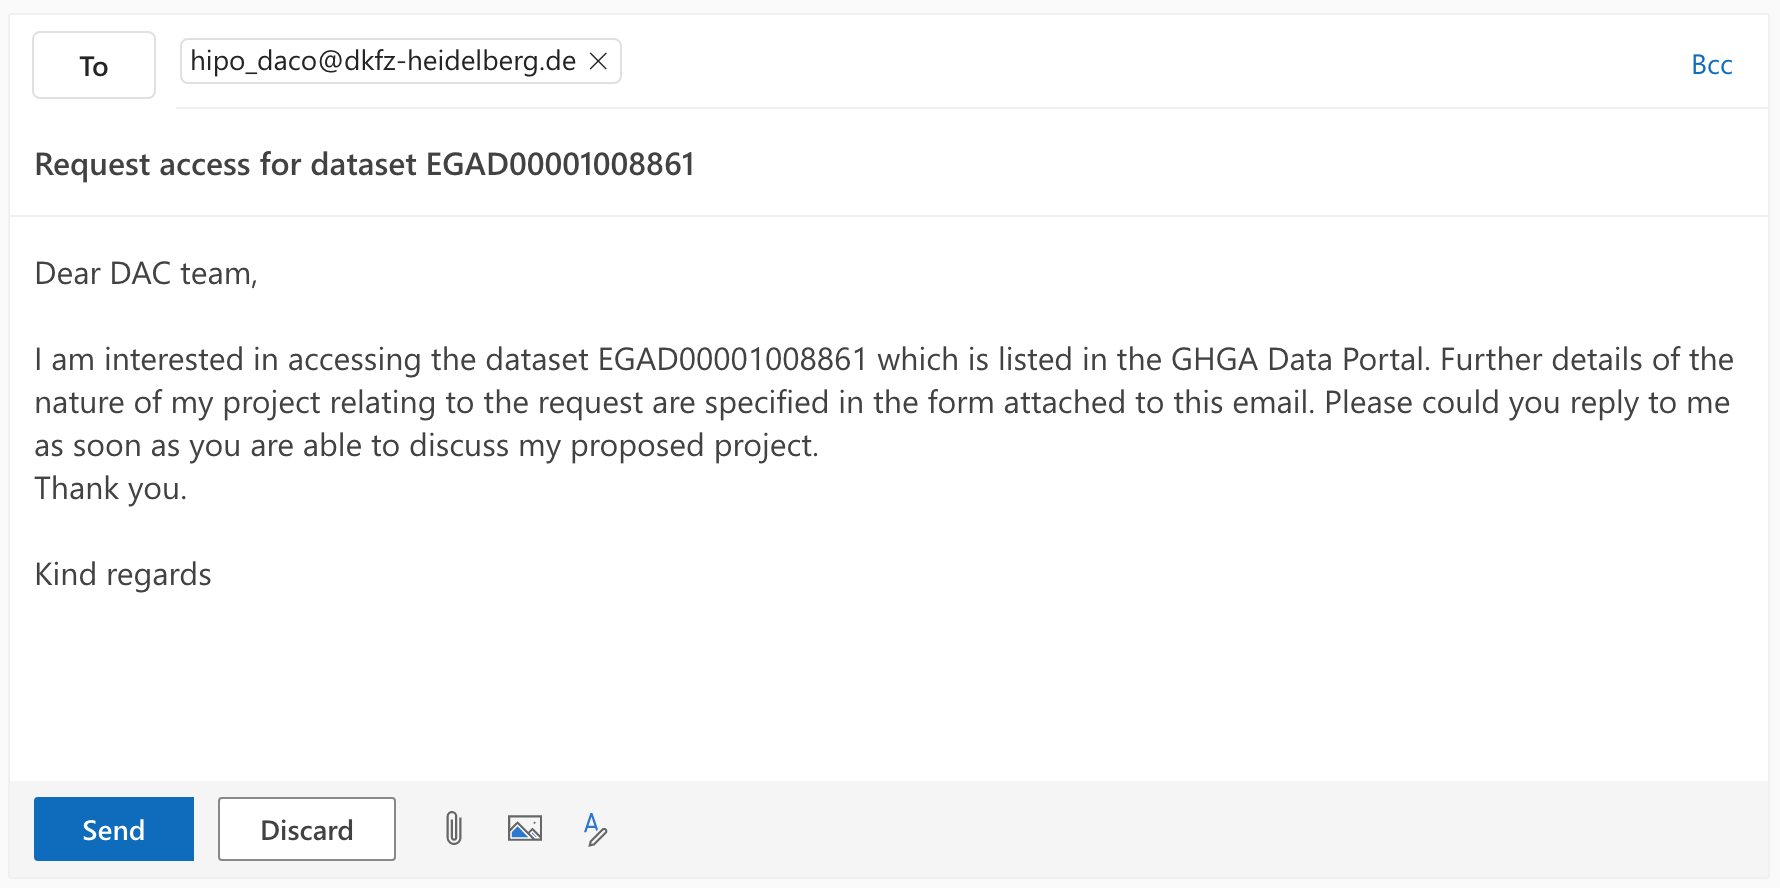 To
hipo_daco@dkfz-heidelberg.de
Bcc
Request access for dataset EGAD00001008861
Dear DAC team,
I am interested in accessing the dataset EGAD00001008861 which is listed in the GHGA Data Portal. Further details of the
nature of my project relating to the request are specified in the form attached to this email. Please could you reply to me
as soon as you are able to discuss my proposed project.
Thank you.
Kind regards
Send
Discard